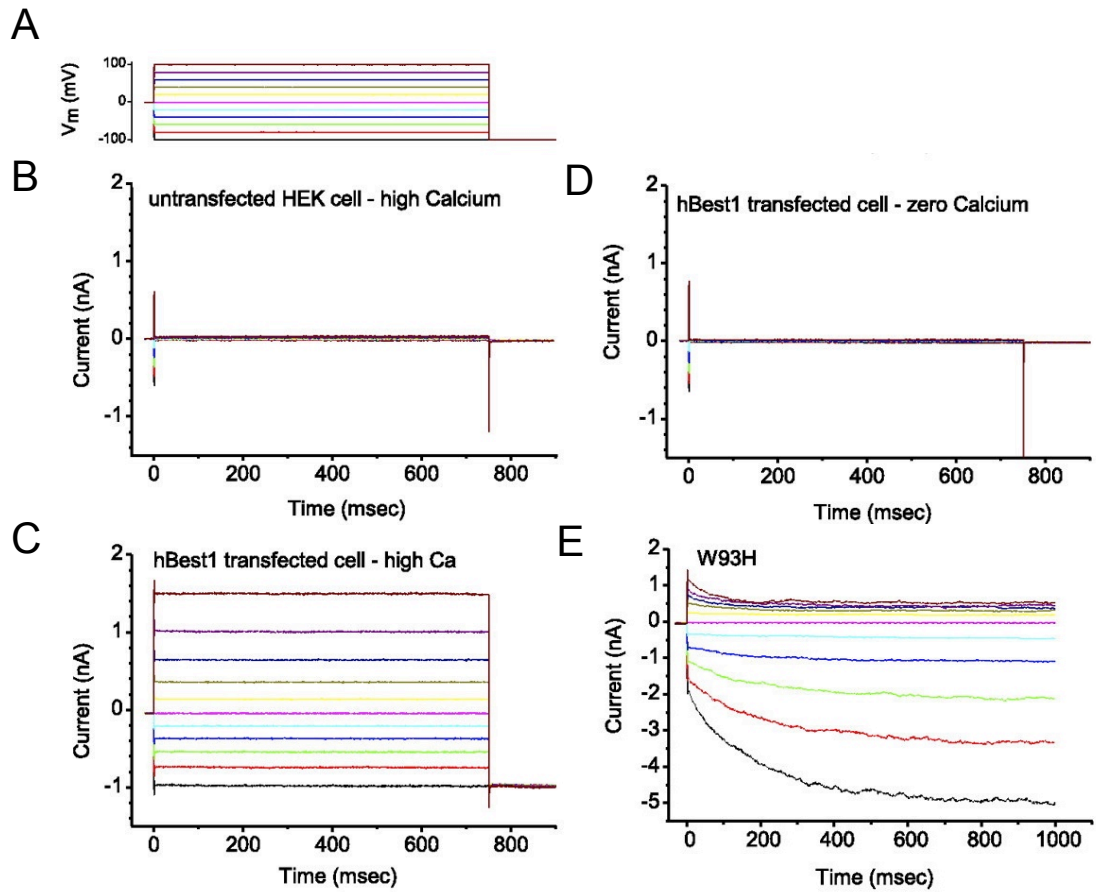 A
100
0
-100
Vm (mV)
B
2
1
0
-1
Current (nA)
untransfected HEK cell - high Calcium
0 200 400 600 800
Time (msec)
D
2
1
0
-1
Current (nA)
hBest1 transfected cell - zero Calcium
0 200 400 600 800
Time (msec)
C
2
1
0
-1
Current (nA)
hBest1 transfected cell - high Ca
0 200 400 600 800
Time (msec)
E
2
1
0
-1
-2
-3
-4
-5
Current (nA)
W93H
0 200 400 600 800 1000
Time (msec)